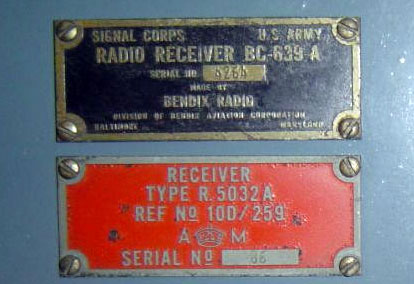 SIGNAL CORPS U.S. ARMY
RADIO RECEIVER BC-639-A
SERIAL NO 4264
MADE BY
BENDIX RADIO
DIVISION OF BENDIX AVIATION CORPORATION
BALTIMORE MARYLAND
RECEIVER
TYPE R.5032A
REF No 10D/259
A M
SERIAL No 86